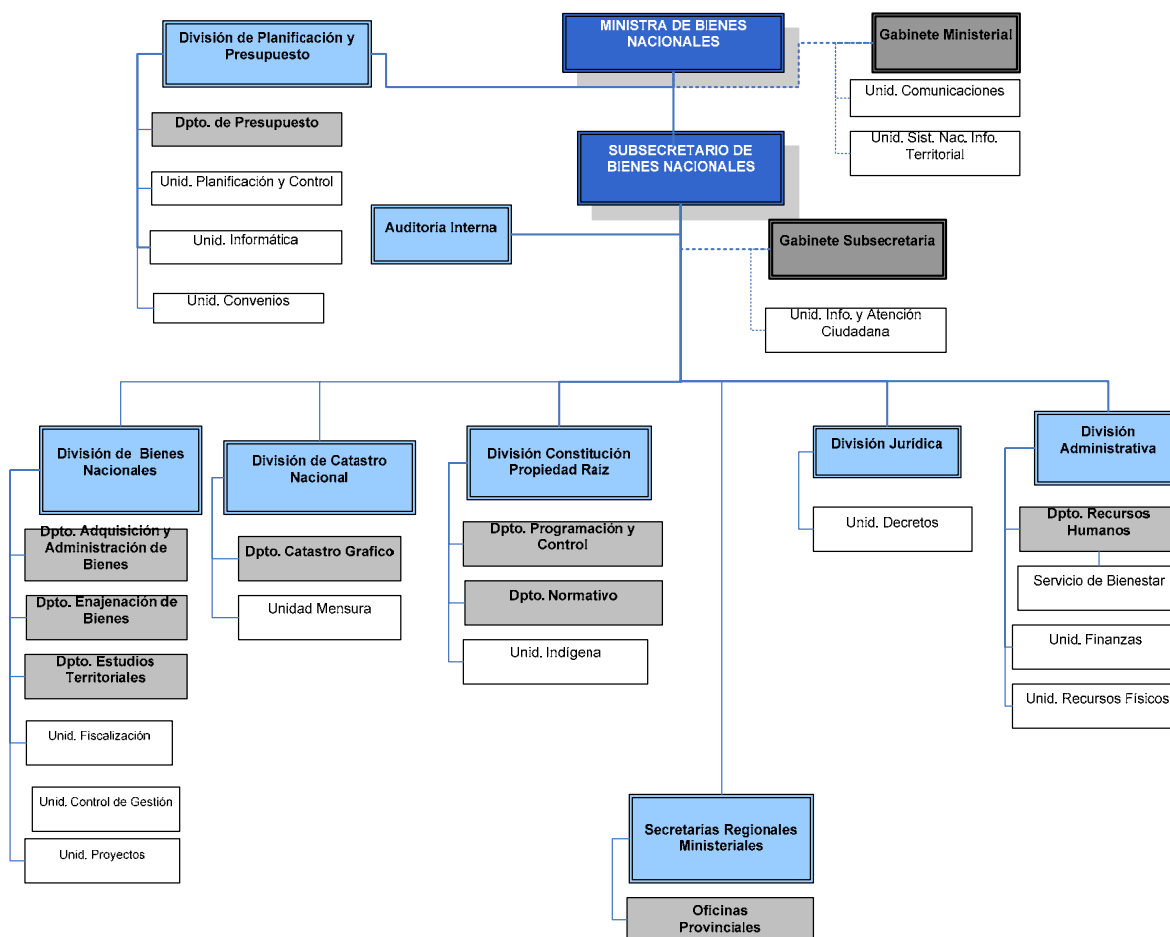 MINISTRA DE BIENES
NACIONALES
División de Planificación y
Presupuesto
Gabinete Ministerial
Unid. Comunicaciones
Dpto. de Presupuesto
Unid. Sist. Nac. Info.
Territorial
SUBSECRETARIO DE
BIENES NACIONALES
Unid. Planificación y Control
Auditoria Interna
Unid. Informática
Gabinete Subsecretaría
Unid. Convenios
Unid. Info. y Atención
Ciudadana
División de Bienes
Nacionales
División de Catastro
Nacional
División Constitución
Propiedad Raíz
División Jurídica
División
Administrativa
Dpto. Adquisición y
Administración de
Bienes
Dpto. Enajenación de
Bienes
Dpto. Estudios
Territoriales
Unid. Fiscalización
Unid. Control de Gestión
Unid. Proyectos
Dpto. Catastro Grafico
Unidad Mensura
Dpto. Programación y
Control
Dpto. Normativo
Unid. Indígena
Unid. Decretos
Dpto. Recursos
Humanos
Servicio de Bienestar
Unid. Finanzas
Unid. Recursos Físicos
Secretarías Regionales
Ministeriales
Oficinas
Provinciales